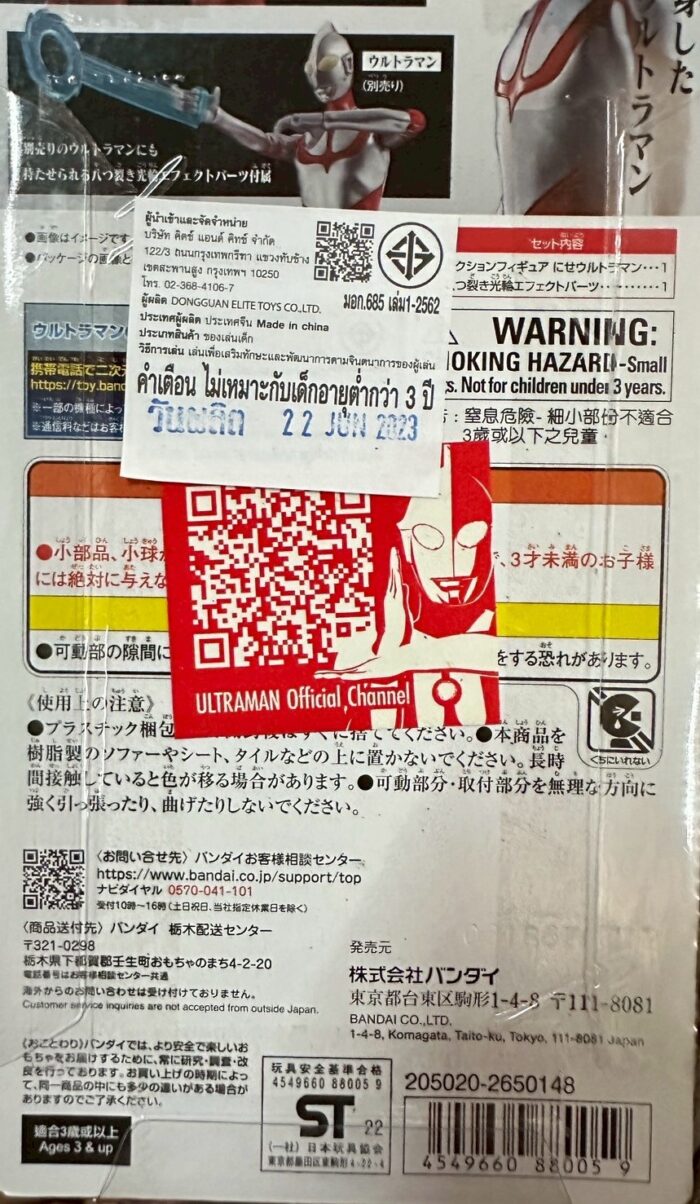 身した
ルトラマン
ウルトラマン
(別売り)
別売りのウルトラマンにも
持たせられる八つ裂き光輪エフェクトパーツ付属
●画像はイメージです
●パッケージの画像と
ผู้นำเข้าและจัดจำหน่าย
บริษัท คิดซ์ แอนด์ คิทซ์ จำกัด
122/3 ถนนกรุงเทพกรีฑา แขวงทับช้าง
เขตสะพานสูง กรุงเทพฯ 10250
โทร. 02-368-4106-7
ผู้ผลิต DONGGUAN ELITE TOYS CO.,LTD.
มอก.685 เล่ม1-2562
ประเทศผู้ผลิต ประเทศจีน Made in china
ประเภทสินค้า ของเล่นเด็ก
วิธีการเล่น เล่นเพื่อเสริมทักษะและพัฒนาการตามจินตนาการของผู้เล่น
คำเตือน ไม่เหมาะกับเด็กอายุต่ำกว่า 3 ปี
วันผลิต 22 JUN 2023
セット内容
クションフィギュア にせウルトラマン…1
つ裂き光輪エフェクトパーツ………1
WARNING:
OKING HAZARD-Small
s. Not for children under 3 years.
: 窒息危險- 細小部份不適合
3歲或以下之兒童。
ウルトラマン
携帯電話で二次元
https://toy.band
※一部の機種によっ
※通信料などはお客様
●小部品、小球が
、3才未満のお子様
には絶対に与えな
●可動部の隙間に
をする恐れがあります。
ULTRAMAN Official Channel
《使用上の注意》
●プラスチック梱包
はすぐに捨ててください。●本商品を
樹脂製のソファーやシート、タイルなどの上に置かないでください。長時
間接触していると色が移る場合があります。●可動部分・取付部分を無理な方向に
強く引っ張ったり、曲げたりしないでください。
くちにいれない
〈お問い合せ先〉バンダイお客様相談センター
https://www.bandai.co.jp/support/top
ナビダイヤル 0570-041-101
受付10時～16時(土日祝日、当社指定休業日を除く)
〈商品送付先〉バンダイ 栃木配送センター
〒321-0298
栃木県下都賀郡壬生町おもちゃのまち4-2-20
電話番号はお客様相談センター共通
海外からのお問い合わせは受け付けておりません。
Customer service inquiries are not accepted from outside Japan.
発売元
株式会社バンダイ
東京都台東区駒形1-4-8 〒111-8081
BANDAI CO.,LTD.
1-4-8, Komagata, Taito-ku, Tokyo, 111-8081 Japan
《おことわり》バンダイでは、より安全で楽しいお
もちゃをお届けするために、常に研究・調査・改
良を行っております。お買い上げの時期によっ
て、同一商品の中にも多少の違いがある場合が
ありますのでご了承ください。
適合3歳或以上
Ages 3 & up
玩具安全基準合格
4549660 88005 9
ST 22
(一社) 日本玩具協会
東京都墨田区東駒形4-22-4
205020-2650148
4549660 88005 9